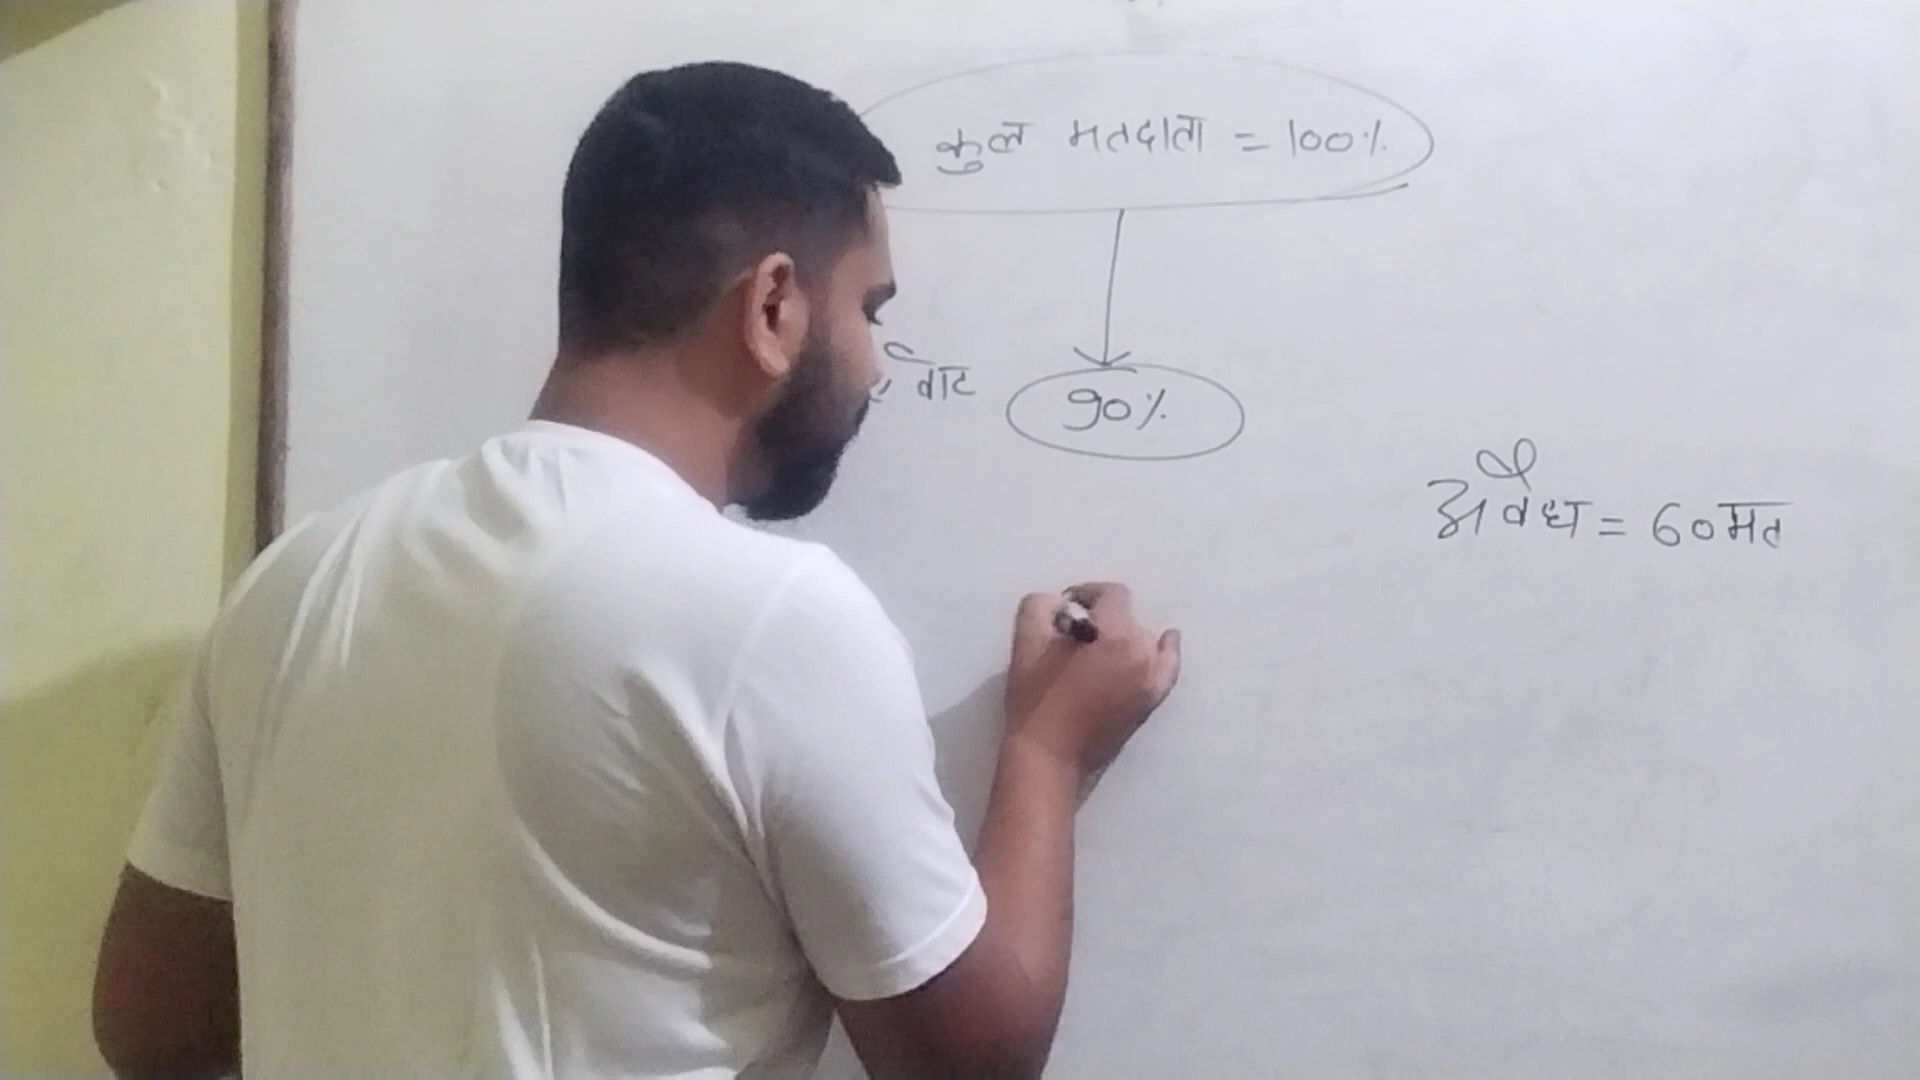 कुल मतदाता = 100%
वोट
90%
अवैध = 60 मत